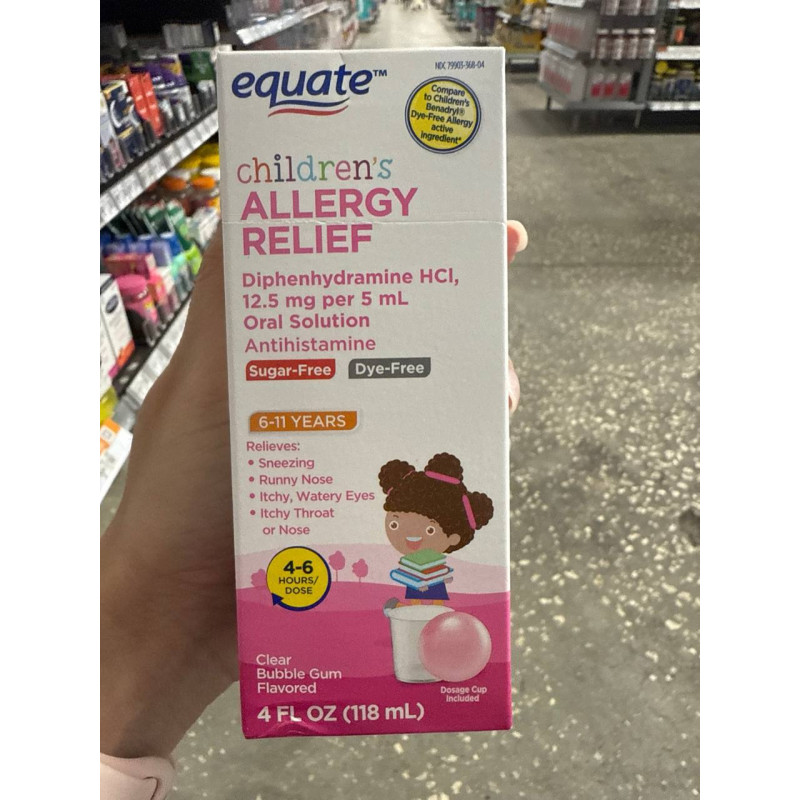 equate™
NDC 79903-368-04
Compare
to Children's
Benadryl®
Dye-Free Allergy
active
ingredient*
children's
ALLERGY
RELIEF
Diphenhydramine HCl,
12.5 mg per 5 mL
Oral Solution
Antihistamine
Sugar-Free
Dye-Free
6-11 YEARS
Relieves:
• Sneezing
• Runny Nose
• Itchy, Watery Eyes
• Itchy Throat
or Nose
4-6
HOURS/
DOSE
Clear
Bubble Gum
Flavored
Dosage Cup
Included
4 FL OZ (118 mL)